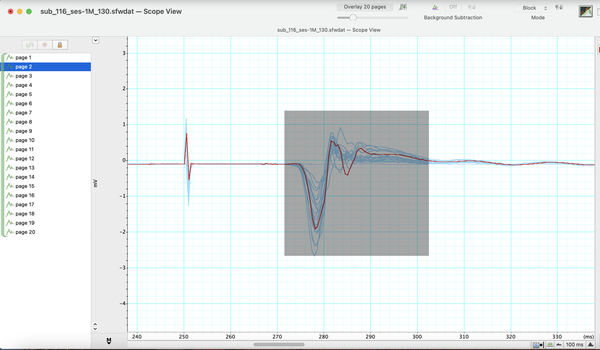 sub_116_ses-1M_130.sfwdat — Scope View
Overlay 20 pages
Off
Background Subtraction
Block
Mode
sub_116_ses-1M_130.sfwdat — Scope View
page 1
page 2
page 3
page 4
page 5
page 6
page 7
page 8
page 9
page 10
page 11
page 12
page 13
page 14
page 15
page 16
page 17
page 18
page 19
page 20
3
2
1
0
-1
-2
-3
-4
mV
240 250 260 270 280 290 300 310 320 330 (ms)
100 ms